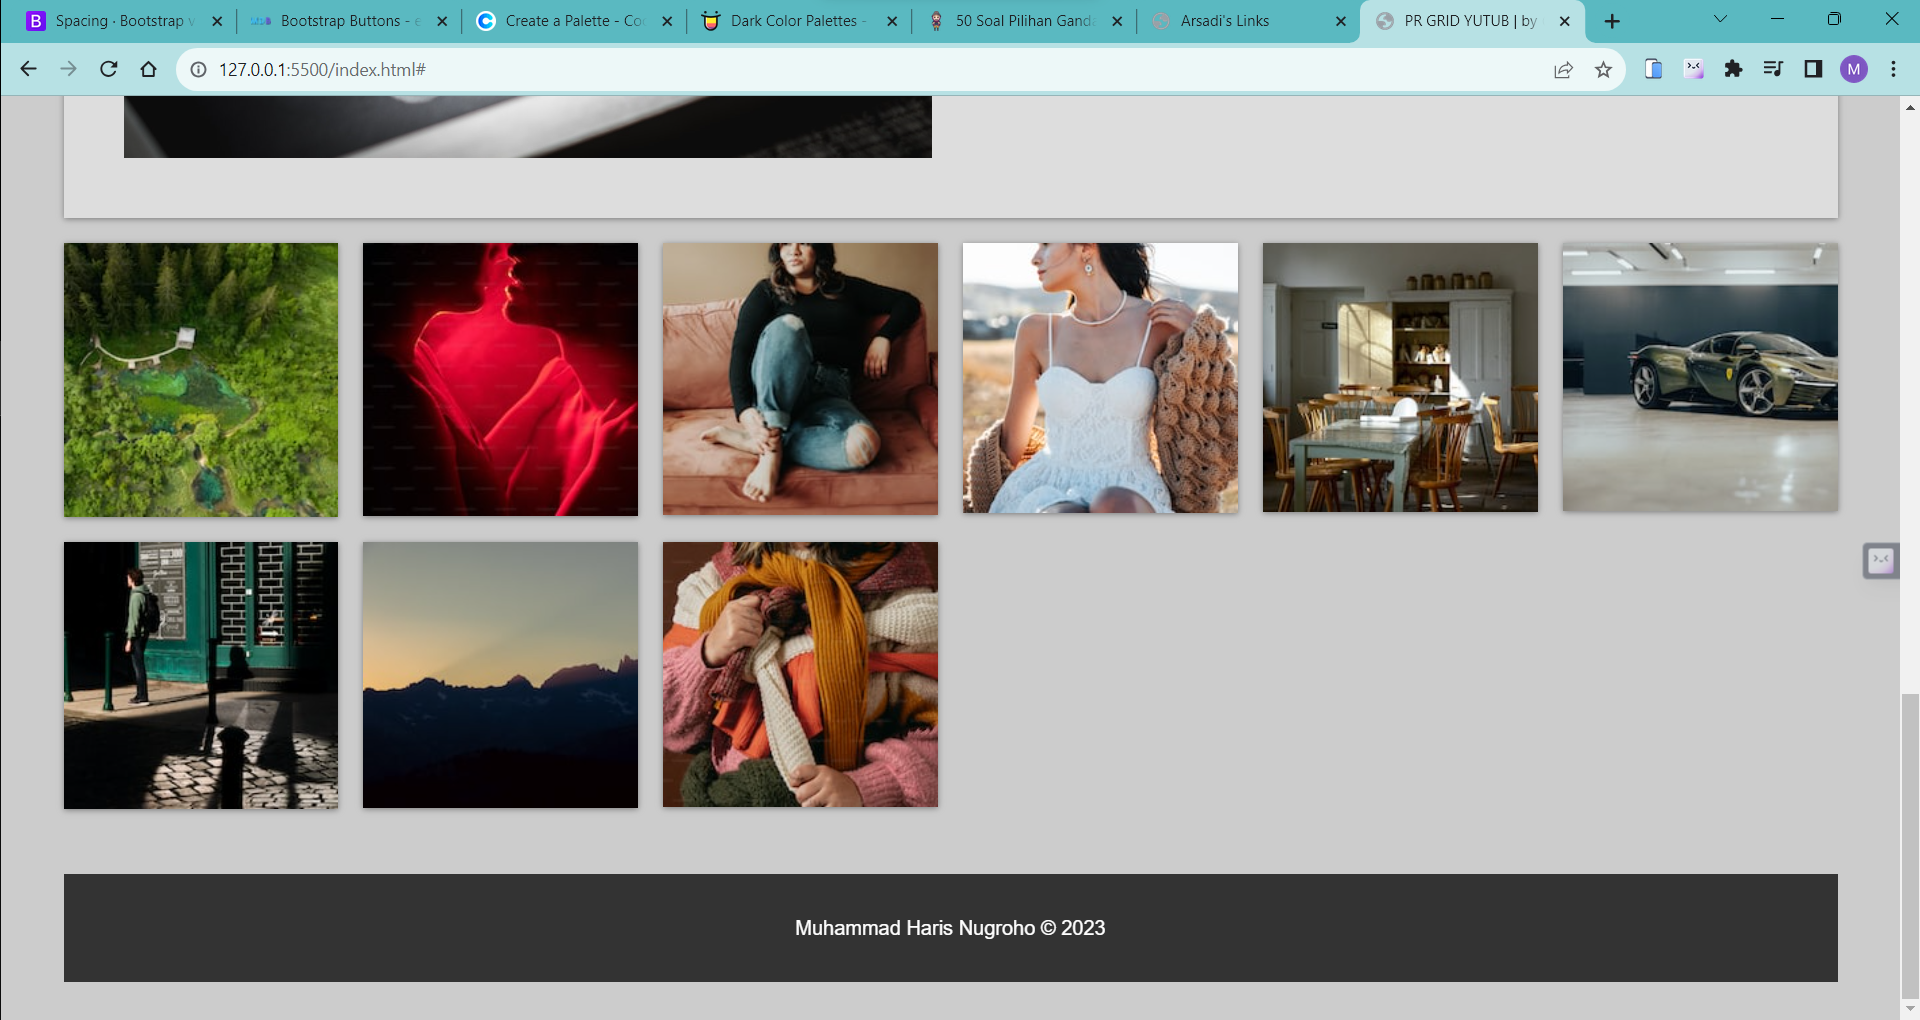 Spacing · Bootstrap v
Bootstrap Buttons - e
Create a Palette - Co
Dark Color Palettes -
50 Soal Pilihan Ganda
Arsadi's Links
PR GRID YUTUB | by
127.0.0.1:5500/index.html#
M
Muhammad Haris Nugroho © 2023